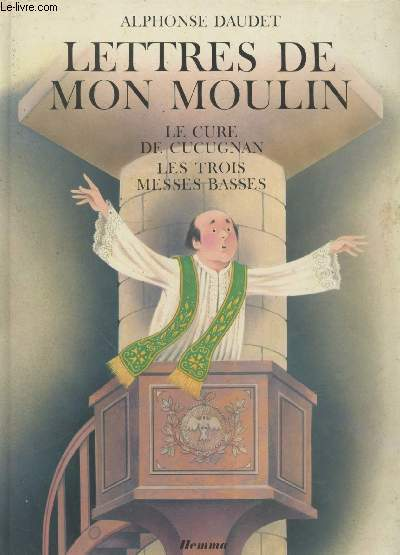 Le-livre.com
ALPHONSE DAUDET
LETTRES DE
MON MOULIN
LE CURE
DE CUCUGNAN
LES TROIS
MESSES BASSES
Hemma